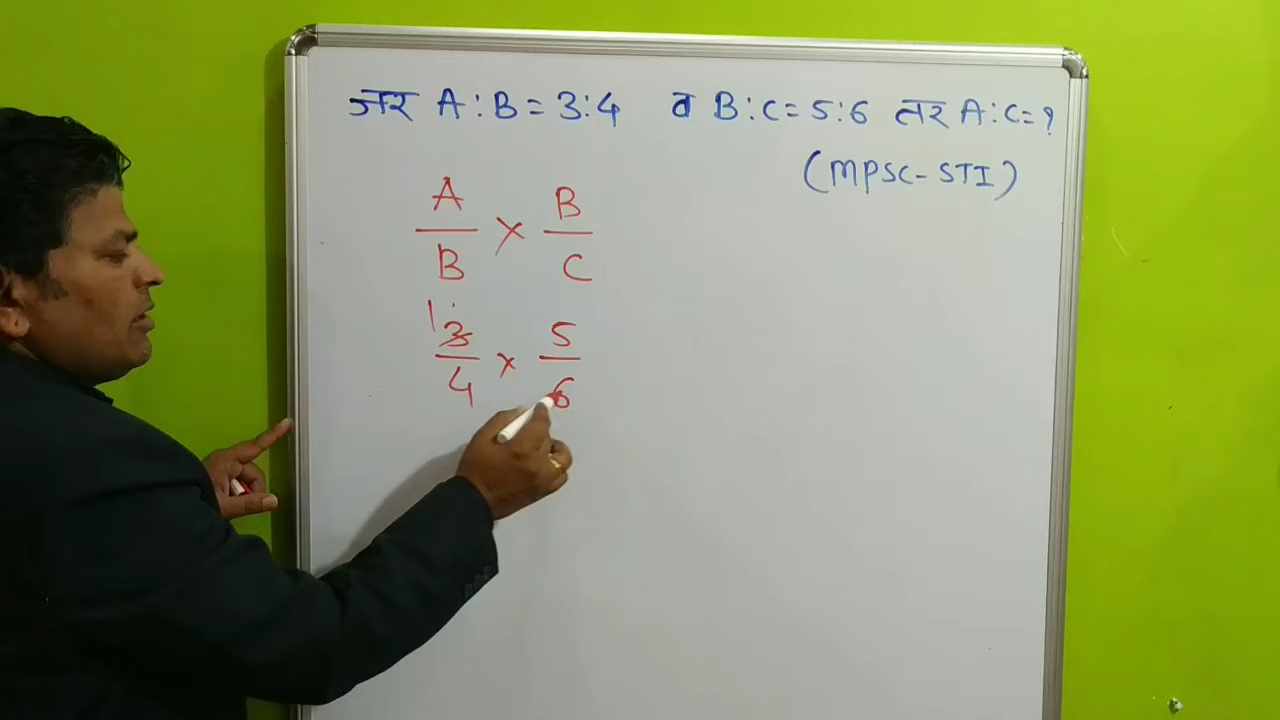 जर A:B=3:4 व B:C=5:6 तर A:C=?
(MPSC-STI)
A/B × B/C
1 3/4 × 5/6